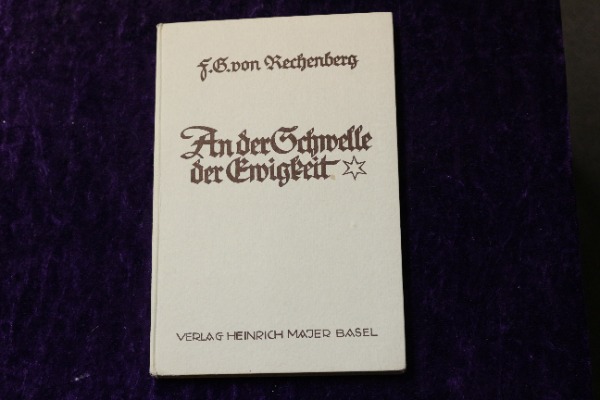 F.G. von Rechenberg
An der Schwelle
der Ewigkeit
VERLAG HEINRICH MAJER BASEL